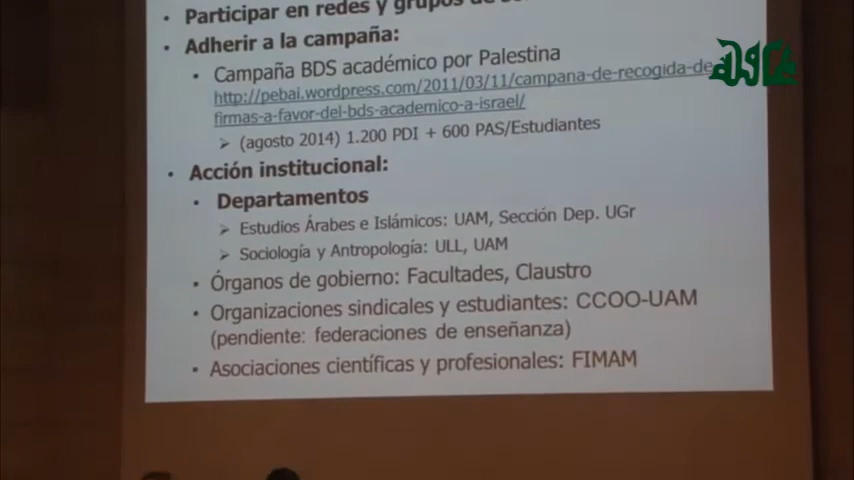 • Participar en redes y grupos de
• Adherir a la campaña:
• Campaña BDS académico por Palestina
http://pebai.wordpress.com/2011/03/11/campana-de-recogida-de-
firmas-a-favor-del-bds-academico-a-israel/
➢ (agosto 2014) 1.200 PDI + 600 PAS/Estudiantes
• Acción institucional:
• Departamentos
➢ Estudios Árabes e Islámicos: UAM, Sección Dep. UGr
➢ Sociología y Antropología: ULL, UAM
• Órganos de gobierno: Facultades, Claustro
• Organizaciones sindicales y estudiantes: CCOO-UAM
(pendiente: federaciones de enseñanza)
• Asociaciones científicas y profesionales: FIMAM